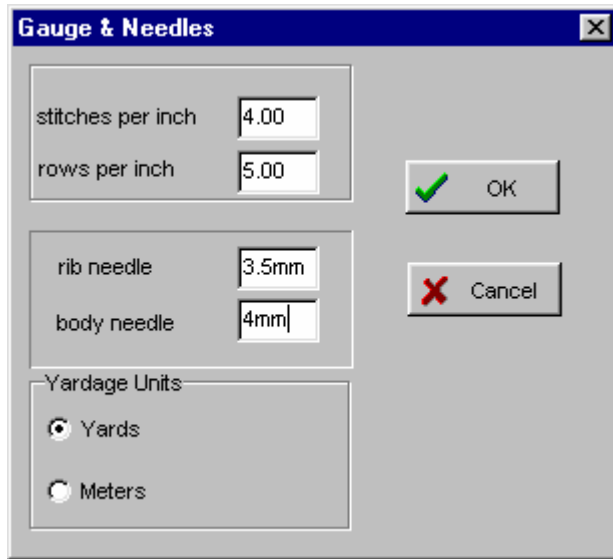 Gauge & Needles
stitches per inch 4.00
rows per inch 5.00
OK
rib needle 3.5mm
Cancel
body needle 4mm
Yardage Units
Yards
Meters